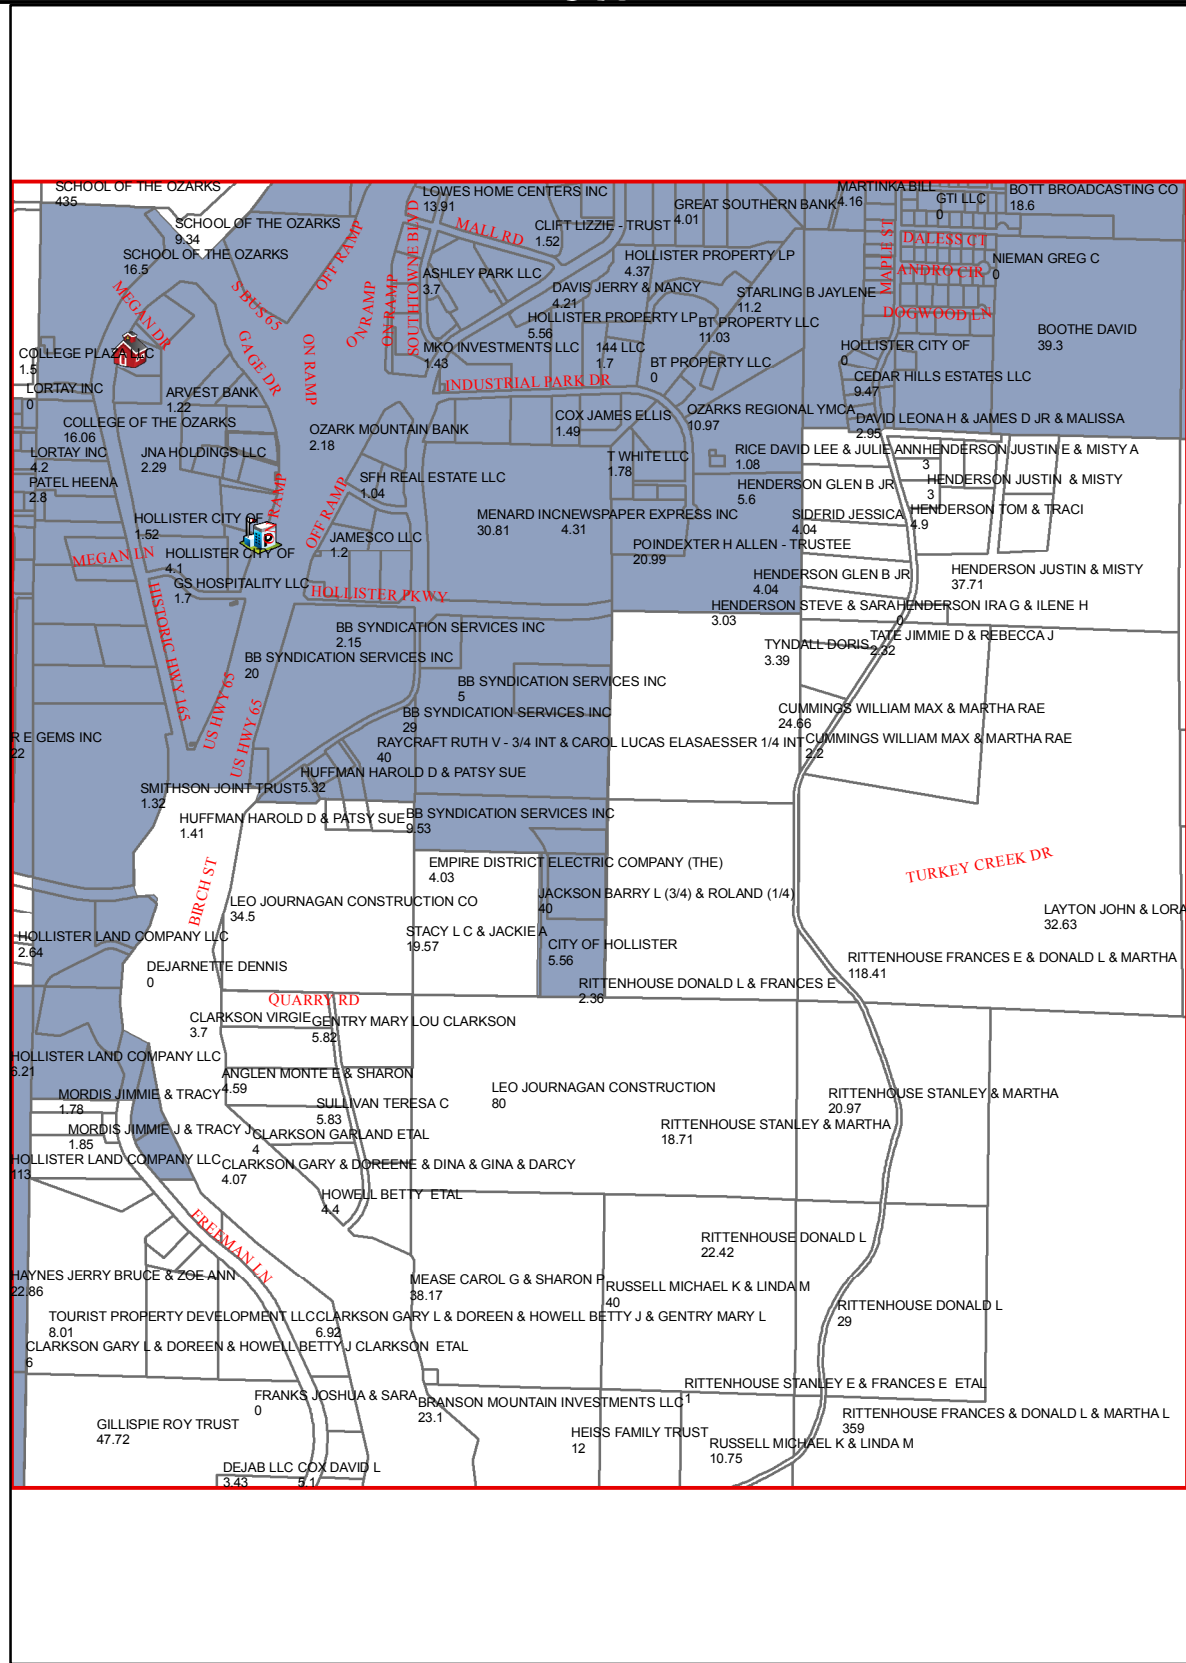 SCHOOL OF THE OZARKS
435
LOWES HOME CENTERS INC
13.91
MARTINKA BILL
4.16
GTI LLC
0
BOTT BROADCASTING CO
18.6
SCHOOL OF THE OZARKS
9.34
GREAT SOUTHERN BANK
4.01
CLIFT LIZZIE - TRUST
1.52
MALL RD
OFF RAMP
SOUTHTOWNE BLVD
MAPLE ST
DALESS CT
SCHOOL OF THE OZARKS
16.5
HOLLISTER PROPERTY LP
4.37
NIEMAN GREG C
0
ANDRO CIR
ASHLEY PARK LLC
3.7
DAVIS JERRY & NANCY
4.21
STARLING B JAYLENE
11.2
MEGAN DR
S BUS 65
ONRAMP
ON RAMP
HOLLISTER PROPERTY LP
5.56
BT PROPERTY LLC
11.03
DOGWOOD LN
BOOTHE DAVID
39.3
GAGE DR
ON RAMP
COLLEGE PLAZA LLC
1.5
MKO INVESTMENTS LLC
1.43
144 LLC
1.7
BT PROPERTY LLC
0
HOLLISTER CITY OF
0
CEDAR HILLS ESTATES LLC
9.47
LORTAY INC
0
ARVEST BANK
1.22
INDUSTRIAL PARK DR
COLLEGE OF THE OZARKS
16.06
OZARK MOUNTAIN BANK
2.18
COX JAMES ELLIS
1.49
OZARKS REGIONAL YMCA
10.97
DAVID LEONA H & JAMES D JR & MALISSA
2.95
LORTAY INC
4.2
JNA HOLDINGS LLC
2.29
T WHITE LLC
1.78
RICE DAVID LEE & JULIE ANN
1.08
HENDERSON JUSTIN E & MISTY A
3
PATEL HEENA
2.8
SFH REAL ESTATE LLC
1.04
HENDERSON GLEN B JR
5.6
HENDERSON JUSTIN & MISTY
3
RAMP
OFF RAMP
HOLLISTER CITY OF
1.52
MENARD INC
30.81
NEWSPAPER EXPRESS INC
4.31
SIDFRID JESSICA
4.04
HENDERSON TOM & TRACI
4.9
JAMESCO LLC
1.2
POINDEXTER H ALLEN - TRUSTEE
20.99
MEGAN LN
HOLLISTER CITY OF
4.1
HENDERSON GLEN B JR
4.04
HENDERSON JUSTIN & MISTY
37.71
GS HOSPITALITY LLC
1.7
HOLLISTER PKWY
HENDERSON STEVE & SARA
3.03
HENDERSON IRA G & ILENE H
0
HISTORIC HWY 165
BB SYNDICATION SERVICES INC
2.15
TYNDALL DORIS
3.39
TATE JIMMIE D & REBECCA J
2.32
BB SYNDICATION SERVICES INC
20
US HWY 65
US HWY 65
BB SYNDICATION SERVICES INC
5
BB SYNDICATION SERVICES INC
29
CUMMINGS WILLIAM MAX & MARTHA RAE
24.66
R E GEMS INC
22
RAYCRAFT RUTH V - 3/4 INT & CAROL LUCAS ELASAESSER 1/4 INT
40
CUMMINGS WILLIAM MAX & MARTHA RAE
2.2
HUFFMAN HAROLD D & PATSY SUE
5.32
SMITHSON JOINT TRUST
1.32
HUFFMAN HAROLD D & PATSY SUE
1.41
BB SYNDICATION SERVICES INC
9.53
BIRCH ST
EMPIRE DISTRICT ELECTRIC COMPANY (THE)
4.03
TURKEY CREEK DR
LEO JOURNAGAN CONSTRUCTION CO
34.5
JACKSON BARRY L (3/4) & ROLAND (1/4)
40
LAYTON JOHN & LORA
32.63
HOLLISTER LAND COMPANY LLC
2.64
STACY L C & JACKIE A
19.57
CITY OF HOLLISTER
5.56
RITTENHOUSE FRANCES E & DONALD L & MARTHA
118.41
DEJARNETTE DENNIS
0
RITTENHOUSE DONALD L & FRANCES E
2.36
QUARRY RD
CLARKSON VIRGIE
3.7
GENTRY MARY LOU CLARKSON
5.82
HOLLISTER LAND COMPANY LLC
6.21
ANGLEN MONTE E & SHARON
4.59
MORDIS JIMMIE & TRACY
1.78
LEO JOURNAGAN CONSTRUCTION
80
RITTENHOUSE STANLEY & MARTHA
20.97
SULLIVAN TERESA C
5.83
MORDIS JIMMIE J & TRACY J
1.85
CLARKSON GARLAND ETAL
4
RITTENHOUSE STANLEY & MARTHA
18.71
HOLLISTER LAND COMPANY LLC
113
CLARKSON GARY & DOREENE & DINA & GINA & DARCY
4.07
HOWELL BETTY ETAL
4.4
FREEMAN LN
RITTENHOUSE DONALD L
22.42
HAYNES JERRY BRUCE & ZOE ANN
22.86
MEASE CAROL G & SHARON P
38.17
RUSSELL MICHAEL K & LINDA M
40
RITTENHOUSE DONALD L
29
TOURIST PROPERTY DEVELOPMENT LLC
8.01
CLARKSON GARY L & DOREEN & HOWELL BETTY J & GENTRY MARY L
6.92
CLARKSON GARY L & DOREEN & HOWELL BETTY J CLARKSON ETAL
6
RITTENHOUSE STANLEY E & FRANCES E ETAL
1
FRANKS JOSHUA & SARA
0
BRANSON MOUNTAIN INVESTMENTS LLC
23.1
RITTENHOUSE FRANCES & DONALD L & MARTHA L
359
GILLISPIE ROY TRUST
47.72
HEISS FAMILY TRUST
12
RUSSELL MICHAEL K & LINDA M
10.75
DEJAB LLC
3.43
COX DAVID L
5.1